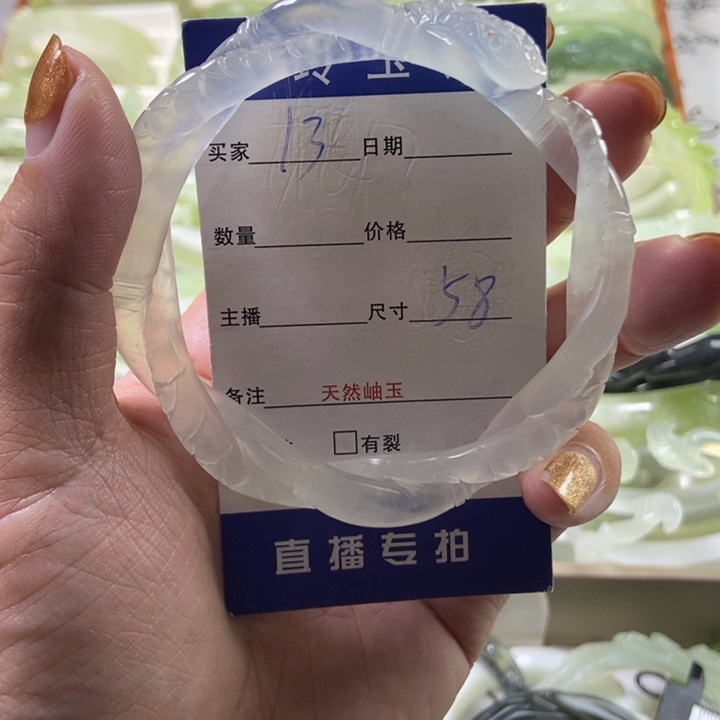 玉
买家 13 日期
数量 价格
主播 尺寸 58
备注 天然岫玉
□有裂
直播专拍